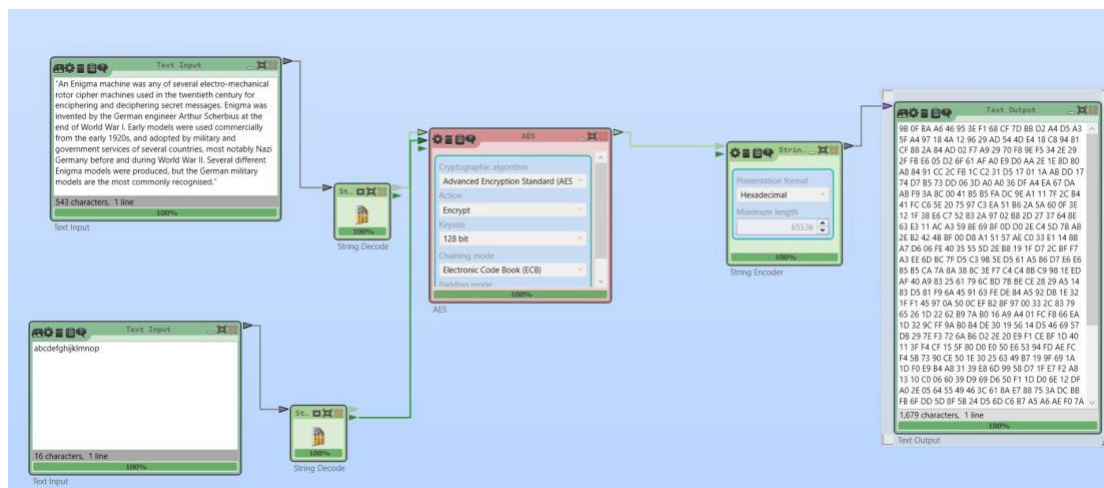 Text Input
"An Enigma machine was any of several electro-mechanical
rotor cipher machines used in the twentieth century for
enciphering and deciphering secret messages. Enigma was
invented by the German engineer Arthur Scherbius at the
end of World War I. Early models were used commercially
from the early 1920s, and adopted by military and
government services of several countries, most notably Nazi
Germany before and during World War II. Several different
Enigma models were produced, but the German military
models are the most commonly recognised."
543 characters, 1 line
100%
Text Input
St..
100%
String Decode
Text Input
abcdefghijklmnop
16 characters, 1 line
100%
Text Input
St..
100%
String Decode
AES
Cryptographic algorithm
Advanced Encryption Standard (AES
Action
Encrypt
Keysize
128 bit
Chaining mode
Electronic Code Book (ECB)
Padding mode
100%
AES
Strin..
Presentation format
Hexadecimal
Maximum length
65536
100%
String Encoder
Text Output
9B 0F BA A6 46 95 3E F1 68 CF 7D BB D2 A4 D5 A3
5F A4 97 18 4A 12 96 29 AD 54 4D E4 18 C8 94 81
CF 88 2A 84 AD 02 F7 A9 29 70 F8 9E F5 34 2E 29
2F FB E6 05 D2 6F 61 AF A0 E9 D0 AA 2E 1E 8D 80
A8 84 91 CC 2C FB 1C C2 31 D5 17 01 1A AB DD 17
74 D7 B5 73 DD 06 3D A0 A0 36 DF A4 EA 67 DA
AB F9 3A 8C 00 41 B5 B5 FA DC 9E A1 11 7F 2C B4
41 FC C6 5E 20 75 97 C3 EA 51 B6 2A 5A 60 0F 3E
12 1F 38 E6 C7 52 83 2A 97 02 B8 2D 27 37 64 8E
63 E3 11 AC A3 59 8E 69 8F 0D D0 2E C4 5D 7B AB
2E B2 42 4B BF 00 D8 A1 51 57 AE C0 33 E1 14 8B
A7 D6 06 FE 40 35 55 5D 2E B8 19 1F D7 2C BF F7
A3 EE 6D BC 7F D5 C3 9B 5E D5 61 A5 86 D7 E6 E6
B5 B5 CA 7A 8A 38 8C 3E F7 C4 C4 8B C9 98 1E ED
AF 40 A9 83 25 61 79 6C BD 7B BE CE 28 29 A5 14
83 D5 81 F9 6A 45 91 63 FE DE 84 A5 92 DB 1E 32
1F F1 45 97 0A 50 0C EF B2 8F 97 00 33 2C 83 79
65 26 1D 22 62 B9 7A B0 16 A9 A4 01 FC F8 66 EA
1D 32 9C FF 9A B0 B4 DE 30 19 56 14 D5 46 69 57
DB 29 7E F3 72 6A B6 D2 2E 20 E9 F1 CE BF 1D 40
11 3F F4 CF 15 5F 80 D0 E0 50 E6 53 94 FD AE FC
F4 5B 73 90 CE 50 1E 30 25 63 49 B7 19 9F 69 1A
1D F0 E9 B4 A8 31 39 E8 6D 99 58 D7 1F E7 F2 A8
13 10 C0 06 60 39 D9 69 D6 50 F1 1D D0 6E 12 DF
A0 2E 05 64 55 49 46 3C 61 8A E7 88 75 3A DC BB
FB 6F DD 5D 8F 5B 24 D5 6D C6 B7 A5 A6 AE F0 7A
1,679 characters, 1 line
100%
Text Output